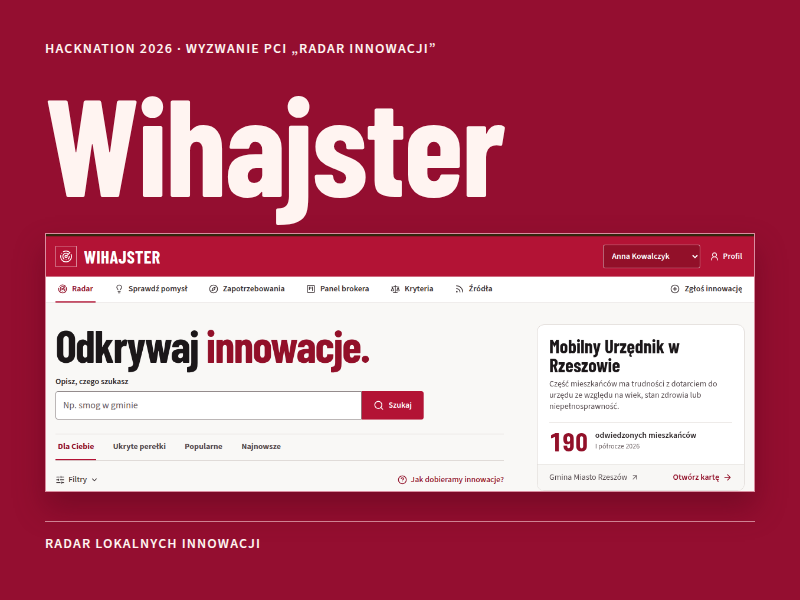 HACKNATION 2026 · WYZWANIE PCI „RADAR INNOWACJI”
Wihajster
WIHAJSTER
Anna Kowalczyk
Profil
Radar
Sprawdź pomysł
Zapotrzebowania
Panel brokera
Kryteria
Źródła
Zgłoś innowację
Odkrywaj innowacje.
Opisz, czego szukasz
Np. smog w gminie
Szukaj
Dla Ciebie
Ukryte perełki
Popularne
Najnowsze
Filtry
Jak dobieramy innowacje?
Mobilny Urzędnik w
Rzeszowie
Część mieszkańców ma trudności z dotarciem do
urzędu ze względu na wiek, stan zdrowia lub
niepełnosprawność.
190
odwiedzonych mieszkańców
I półrocze 2026
Gmina Miasto Rzeszów
Otwórz kartę
RADAR LOKALNYCH INNOWACJI